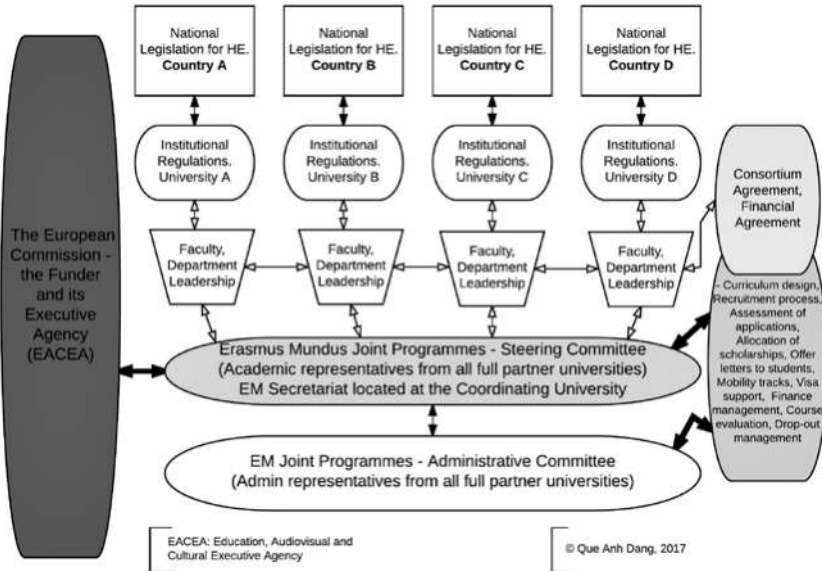 National
Legislation for HE.
Country A
National
Legislation for HE.
Country B
National
Legislation for HE.
Country C
National
Legislation for HE.
Country D
Institutional
Regulations.
University A
Institutional
Regulations.
University B
Institutional
Regulations.
University C
Institutional
Regulations.
University D
Consortium
Agreement,
Financial
Agreement
The European
Commission -
the Funder
and its
Executive
Agency
(EACEA)
Faculty,
Department
Leadership
Faculty,
Department
Leadership
Faculty,
Department
Leadership
Faculty,
Department
Leadership
- Curriculum design,
Recruitment process,
Assessment of
applications,
Allocation of
scholarships, Offer
letters to students,
Mobility tracks, Visa
support, Finance
management, Course
evaluation, Drop-out
management
Erasmus Mundus Joint Programmes - Steering Committee
(Academic representatives from all full partner universities)
EM Secretariat located at the Coordinating University
EM Joint Programmes - Administrative Committee
(Admin representatives from all full partner universities)
EACEA: Education, Audiovisual and
Cultural Executive Agency
© Que Anh Dang, 2017